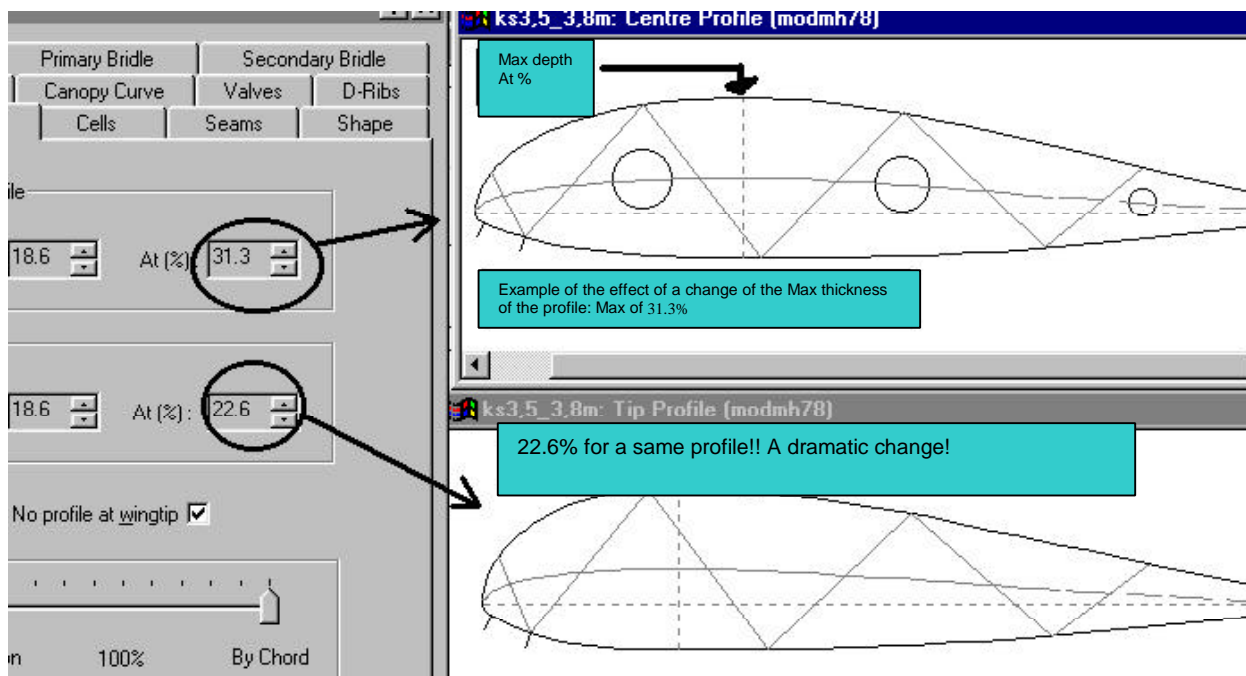 Primary Bridle
Secondary Bridle
Canopy Curve
Valves
D-Ribs
Cells
Seams
Shape
18.6
At (%)
31.3
18.6
At (%) :
22.6
No profile at wingtip
100%
By Chord
ks3,5_3,8m: Centre Profile (modmh78)
Max depth
At %
Example of the effect of a change of the Max thickness
of the profile: Max of 31.3%
ks3,5_3,8m: Tip Profile (modmh78)
22.6% for a same profile!! A dramatic change!